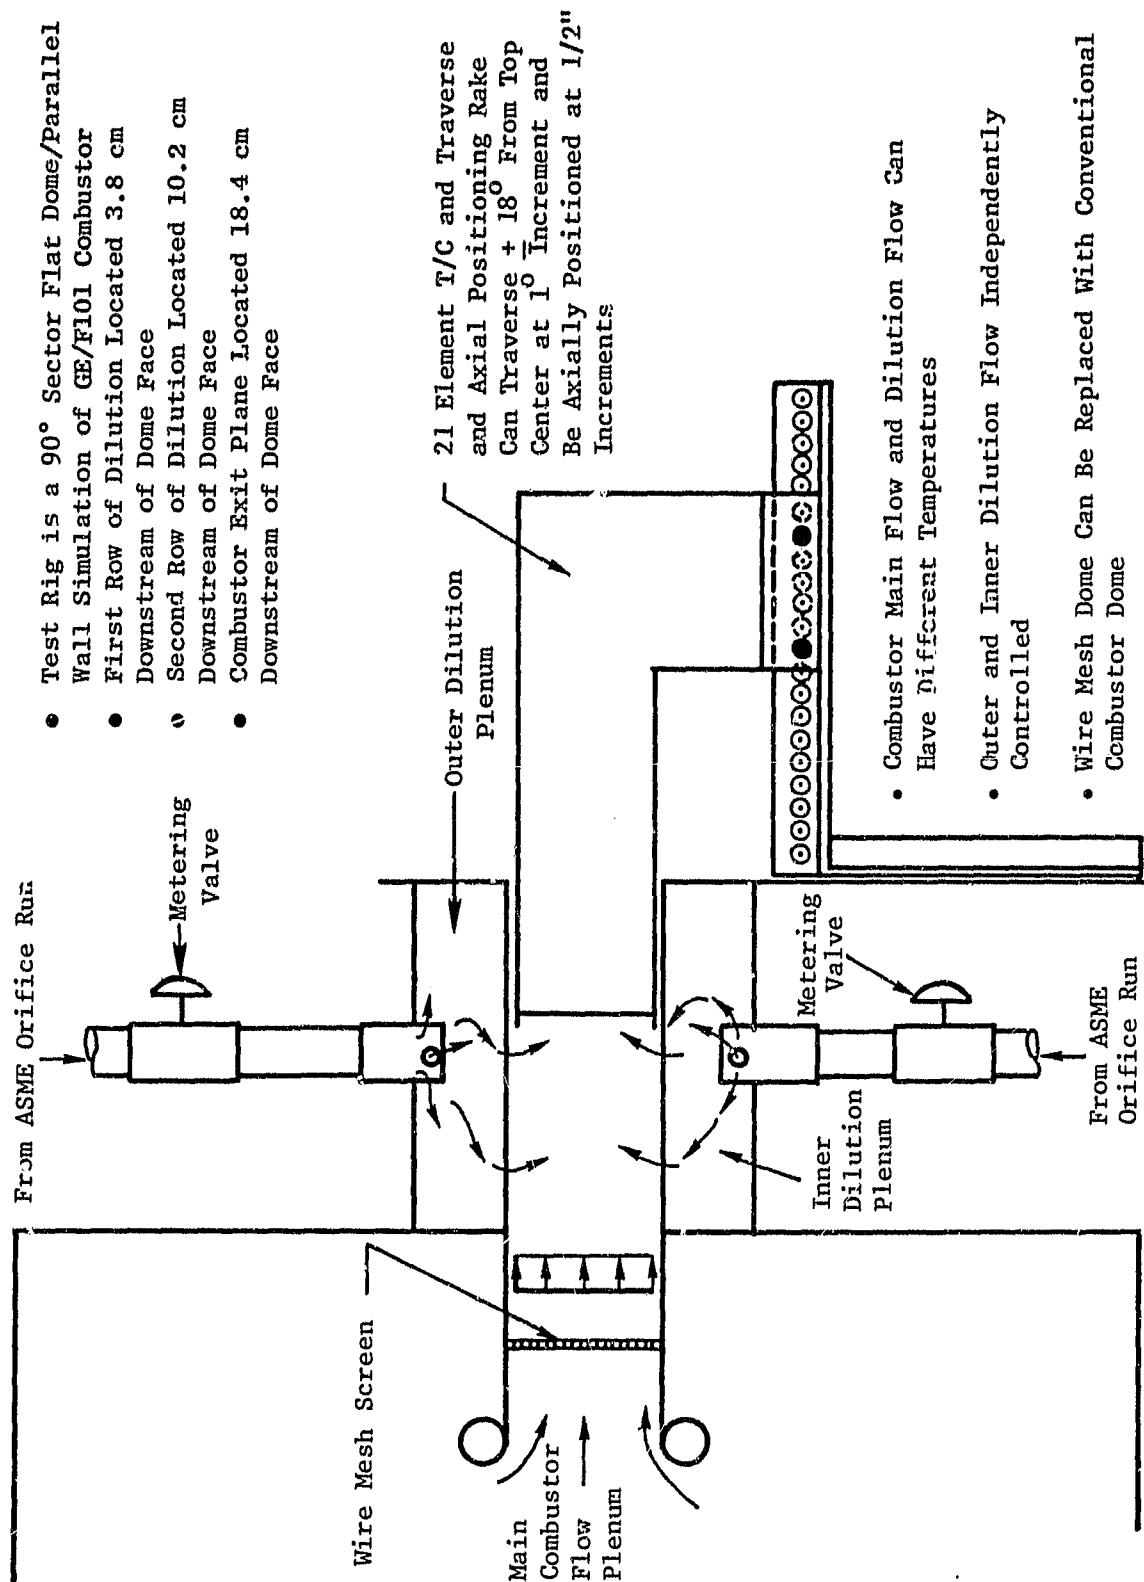 • Test Rig is a 90° Sector Flat Dome/Parallel
Wall Simulation of GE/F101 Combustor
• First Row of Dilution Located 3.8 cm
Downstream of Dome Face
• Second Row of Dilution Located 10.2 cm
Downstream of Dome Face
• Combustor Exit Plane Located 18.4 cm
Downstream of Dome Face
From ASME Orifice Run
Metering
Valve
Outer Dilution
Plenum
21 Element T/C and Traverse
and Axial Positioning Rake
Can Traverse ± 18° From Top
Center at 1° Increment and
Be Axially Positioned at 1/2"
Increments
Wire Mesh Screen
Main
Combustor
Flow
Plenum
Inner
Dilution
Plenum
Metering
Valve
From ASME
Orifice Run
• Combustor Main Flow and Dilution Flow Can
Have Different Temperatures
• Outer and Inner Dilution Flow Independently
Controlled
• Wire Mesh Dome Can Be Replaced With Conventional
Combustor Dome